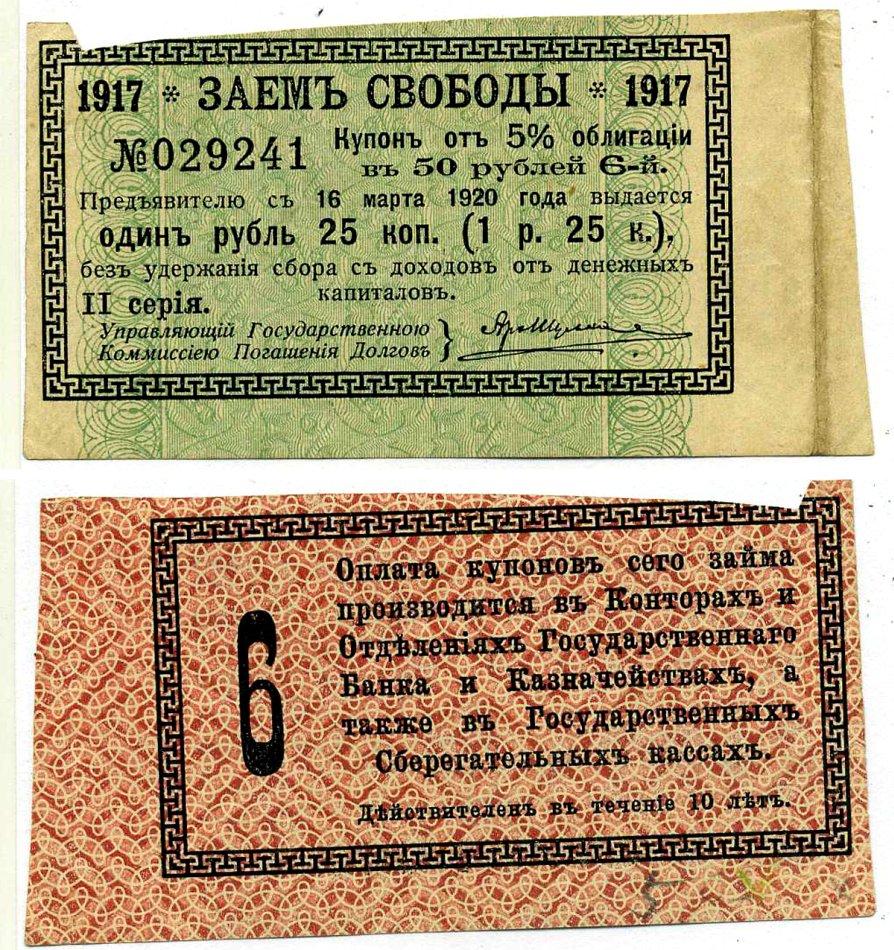 1917 * ЗАЕМЪ СВОБОДЫ * 1917
№029241 Купонъ отъ 5% облигаціи
въ 50 рублей 6-й.
Предъявителю съ 16 марта 1920 года выдается
одинъ рубль 25 коп. (1 р. 25 к.),
безъ удержанія сбора съ доходовъ отъ денежныхъ
капиталовъ.
II серія.
Управляющій Государственною
Коммиссіею Погашенія Долговъ
6
Оплата купоновъ сего займа
производится въ Конторахъ и
Отдѣленіяхъ Государственнаго
Банка и Казначействахъ, а
также въ Государственныхъ
Сберегательныхъ кассахъ.
Дѣйствителенъ въ теченіе 10 лѣтъ.